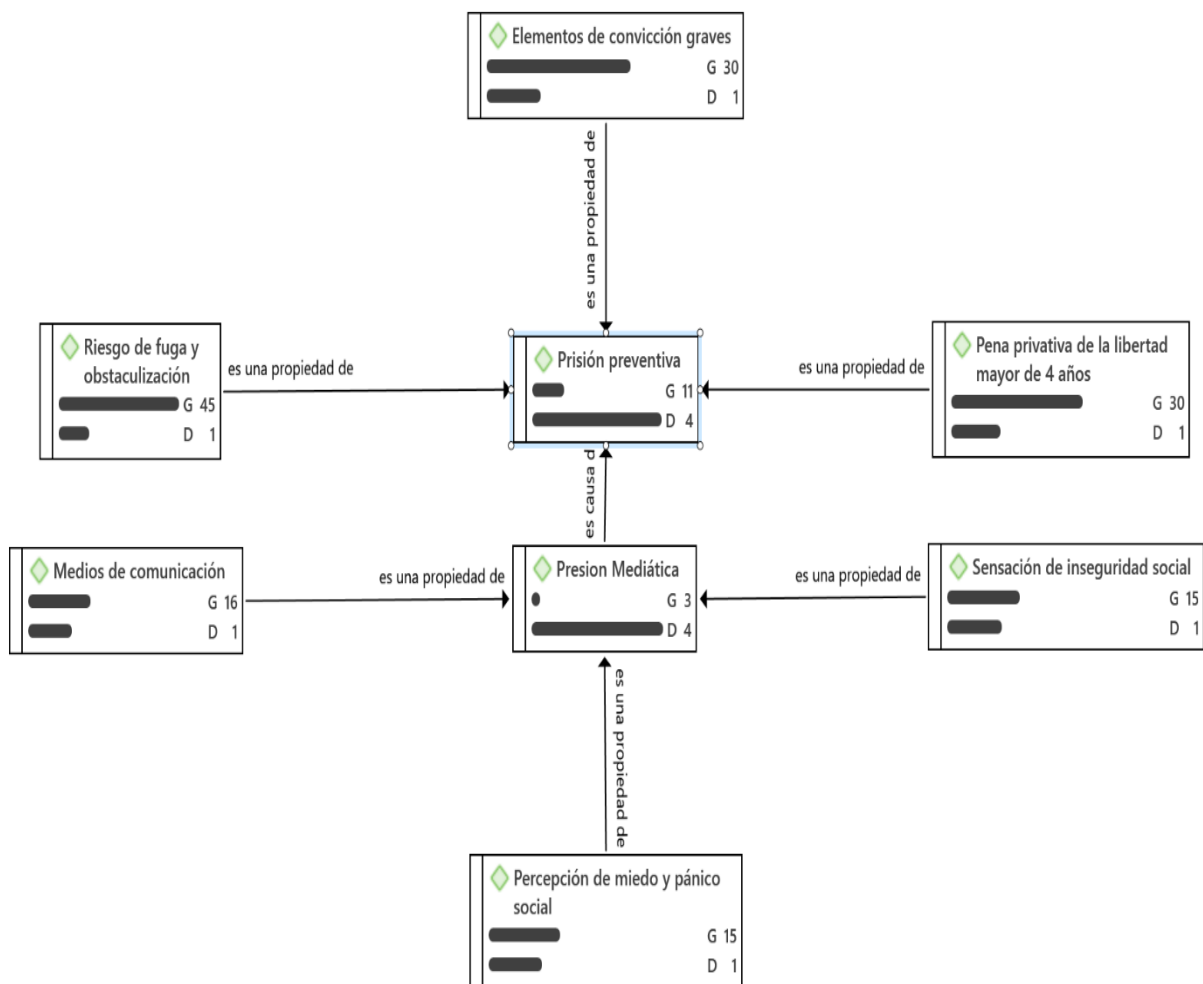 Elementos de convicción graves
G 30
D 1
es una propiedad de
Riesgo de fuga y
obstaculización
G 45
D 1
es una propiedad de
Prisión preventiva
G 11
D 4
es una propiedad de
Pena privativa de la libertad
mayor de 4 años
G 30
D 1
es causa d
Medios de comunicación
G 16
D 1
es una propiedad de
Presion Mediática
G 3
D 4
es una propiedad de
Sensación de inseguridad social
G 15
D 1
es una propiedad de
Percepción de miedo y pánico
social
G 15
D 1